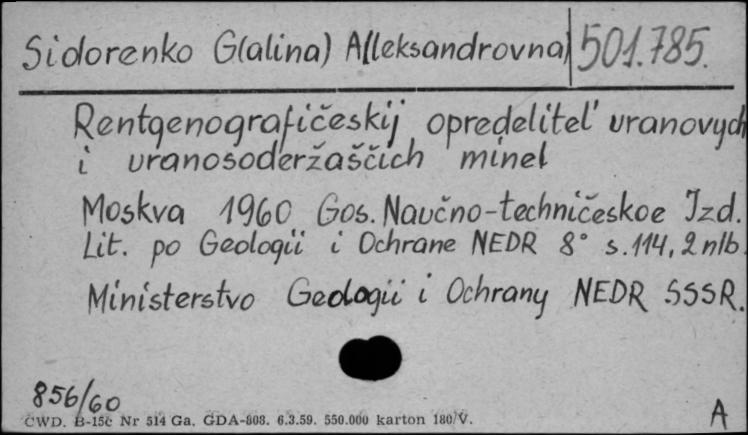 Sidorenko G(alina) A(leksandrovna) 501.785.
Rentgenografičeskij opredelitel' uranovych
i uranosoderžaščich minel
Moskva 1960 Gos. Naučno-techničeskoe Izd.
Lit. po Geologii i Ochrane NEDR 8° s. 114, 2 nlb.
Ministerstvo Geologii i Ochrany NEDR SSSR.
856/60
A
ČWD. B-15c Nr 514 Ga. GDA-808. 6.3.59. 550.000 karton 180/V.